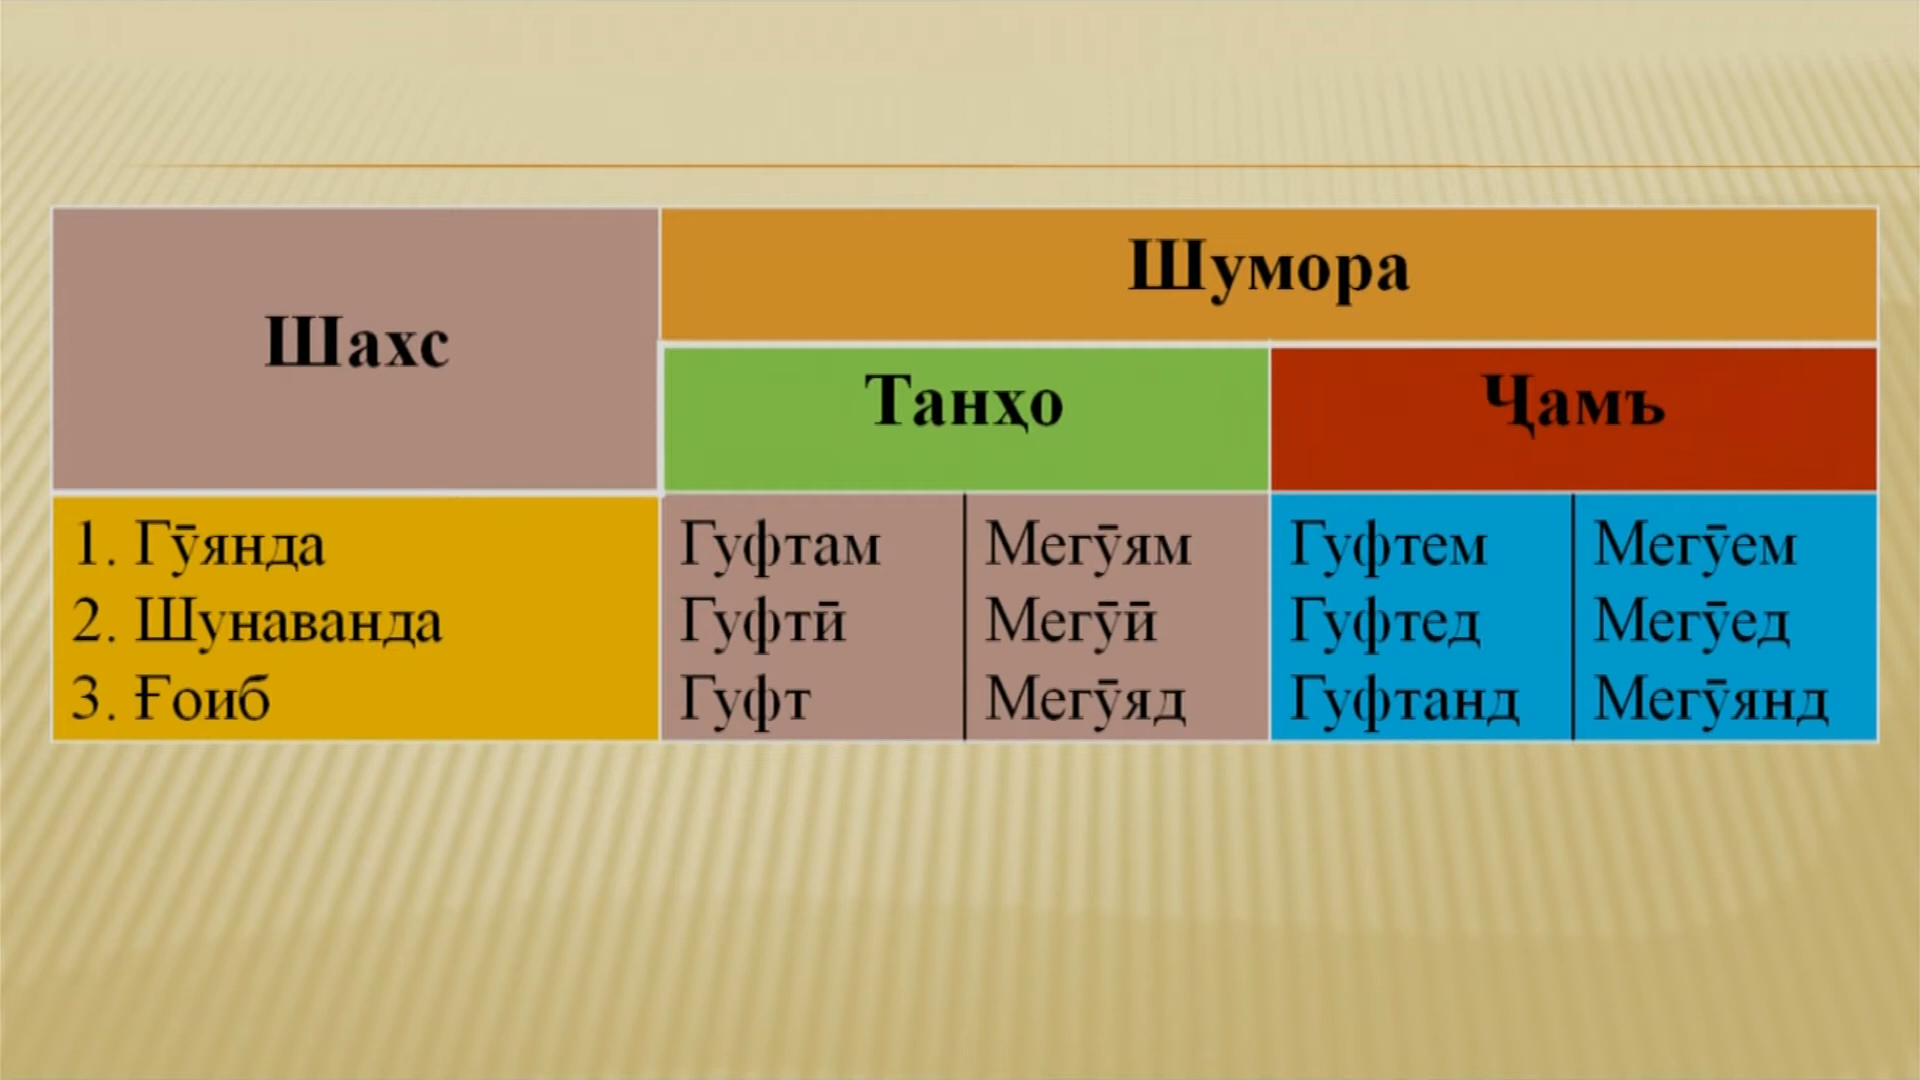 Шахс
Шумора
Танҳо
Ҷамъ
1. Гӯянда
2. Шунаванда
3. Ғоиб
Гуфтам
Гуфтӣ
Гуфт
Мегӯям
Мегӯӣ
Мегӯяд
Гуфтем
Гуфтед
Гуфтанд
Мегӯем
Мегӯед
Мегӯянд